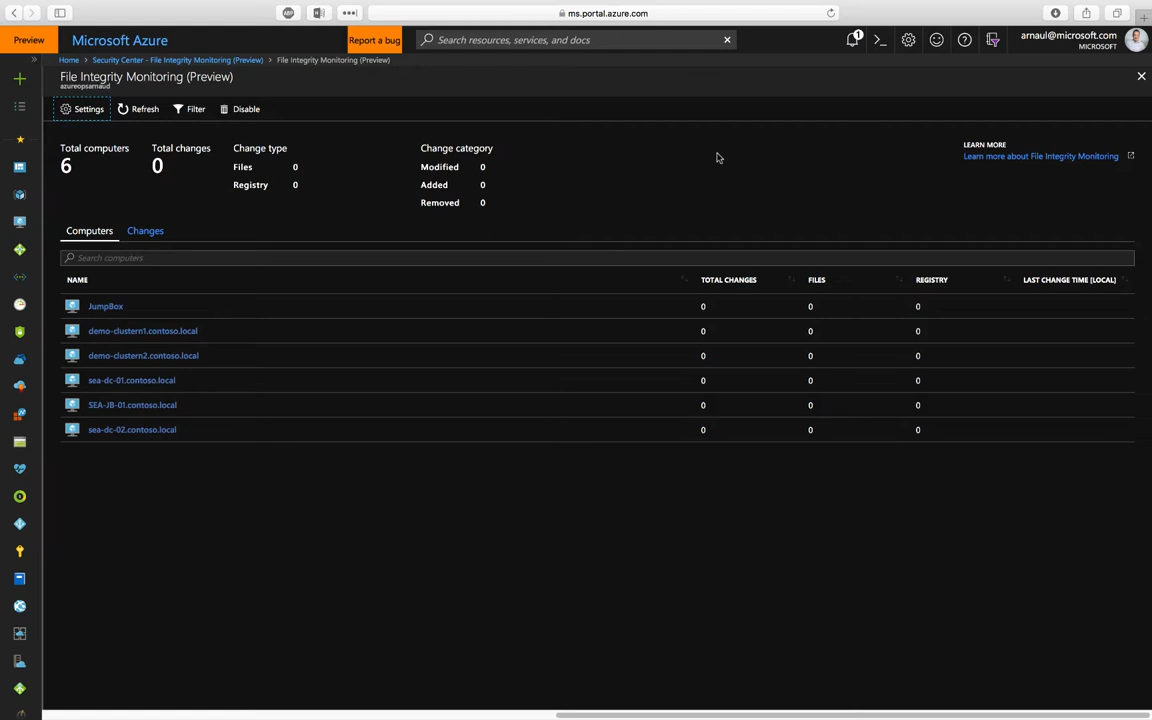 ms.portal.azure.com
Preview
Microsoft Azure
Report a bug
Search resources, services, and docs
1
arnaul@microsoft.com
MICROSOFT
Home > Security Center - File Integrity Monitoring (Preview) > File Integrity Monitoring (Preview)
File Integrity Monitoring (Preview)
azureopsarnaud
Settings Refresh Filter Disable
Total computers
6
Total changes
0
Change type
Files 0
Registry 0
Change category
Modified 0
Added 0
Removed 0
LEARN MORE
Learn more about File Integrity Monitoring
Computers Changes
Search computers
NAME TOTAL CHANGES FILES REGISTRY LAST CHANGE TIME [LOCAL]
JumpBox 0 0 0
demo-clustern1.contoso.local 0 0 0
demo-clustern2.contoso.local 0 0 0
sea-dc-01.contoso.local 0 0 0
SEA-JB-01.contoso.local 0 0 0
sea-dc-02.contoso.local 0 0 0